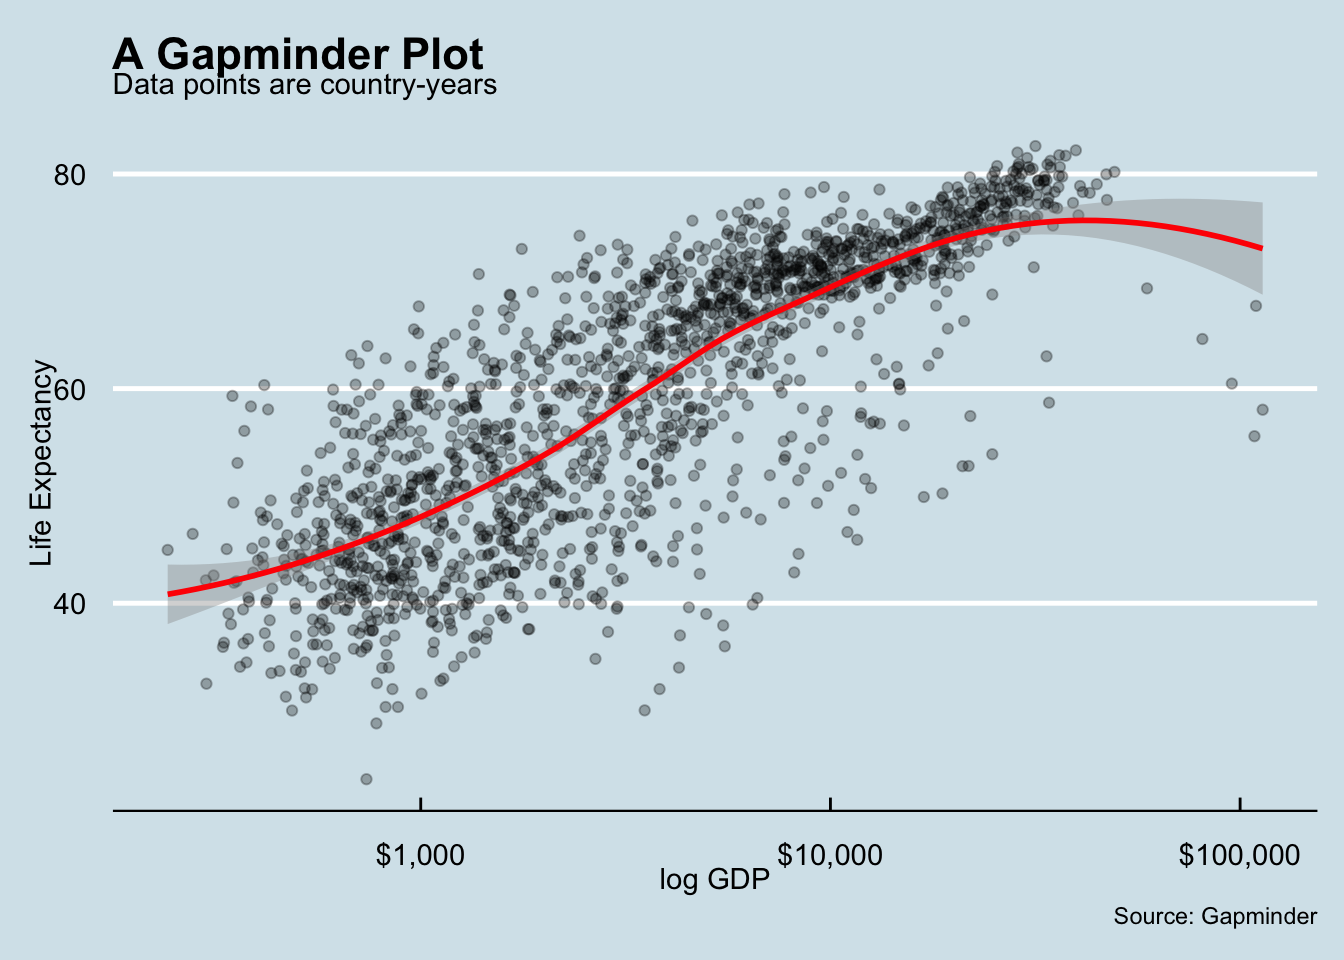 A Gapminder Plot
Data points are country-years
Life Expectancy
80
60
40
$1,000
$10,000
$100,000
log GDP
Source: Gapminder